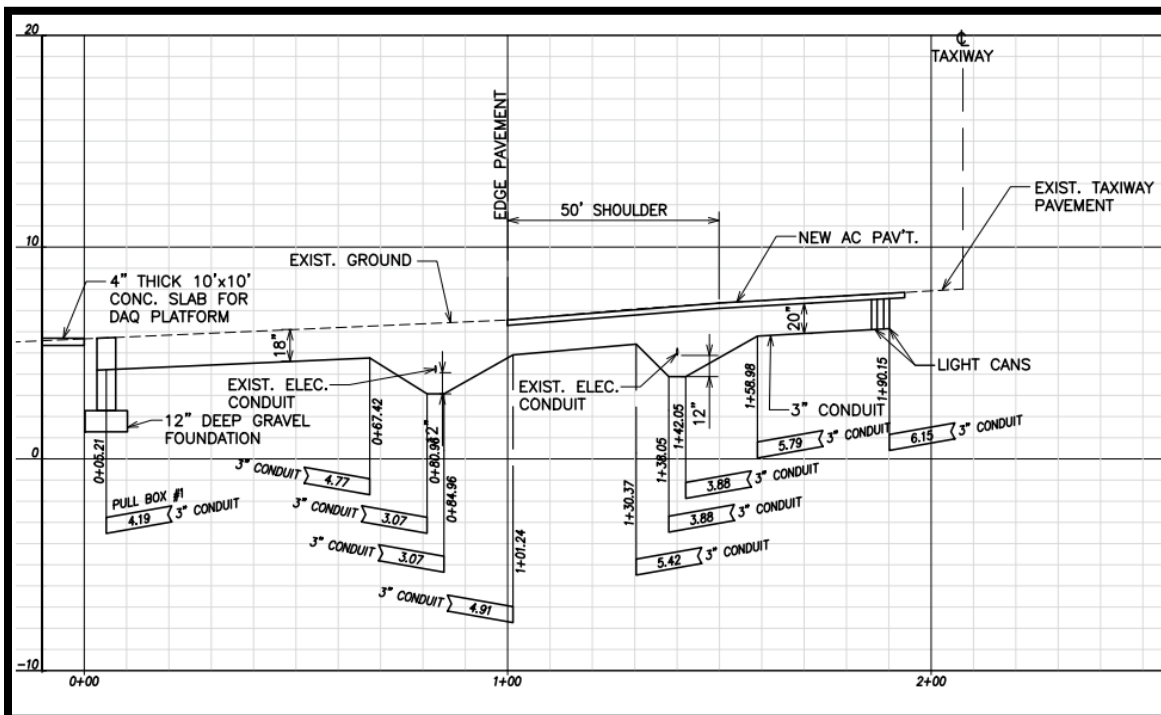 20
10
0
-10
0+00
1+00
2+00
℄
TAXIWAY
EDGE PAVEMENT
50' SHOULDER
EXIST. TAXIWAY
PAVEMENT
NEW AC PAV'T.
EXIST. GROUND
4" THICK 10'x10'
CONC. SLAB FOR
DAQ PLATFORM
18"
20"
EXIST. ELEC.
CONDUIT
EXIST. ELEC.
CONDUIT
LIGHT CANS
12" DEEP GRAVEL
FOUNDATION
12"
12"
3" CONDUIT
0+05.21
0+67.42
0+80.96
0+84.96
1+01.24
1+30.37
1+38.05
1+42.05
1+58.98
1+90.15
PULL BOX #1
4.19 3" CONDUIT
3" CONDUIT 4.77
3" CONDUIT 3.07
3" CONDUIT 3.07
3" CONDUIT 4.91
5.42 3" CONDUIT
3.88 3" CONDUIT
3.88 3" CONDUIT
5.79 3" CONDUIT
6.15 3" CONDUIT